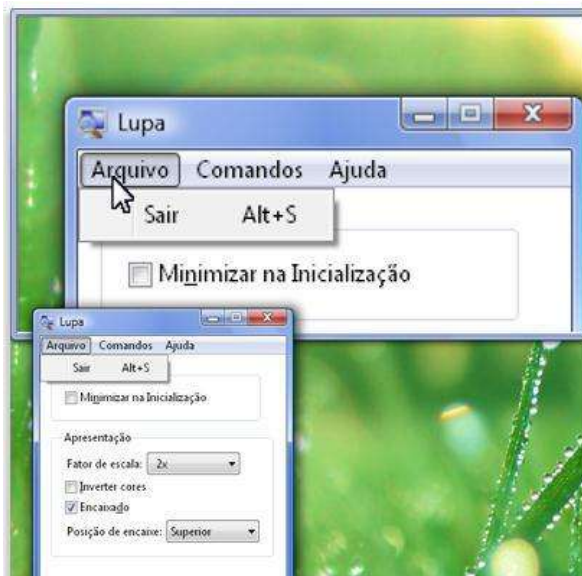 Lupa
Arquivo Comandos Ajuda
Sair Alt+S
Minimizar na Inicialização
Lupa
Arquivo Comandos Ajuda
Sair Alt+S
Minimizar na Inicialização
Apresentação
Fator de escala: 2x
Inverter cores
Encaixado
Posição de encaixe: Superior